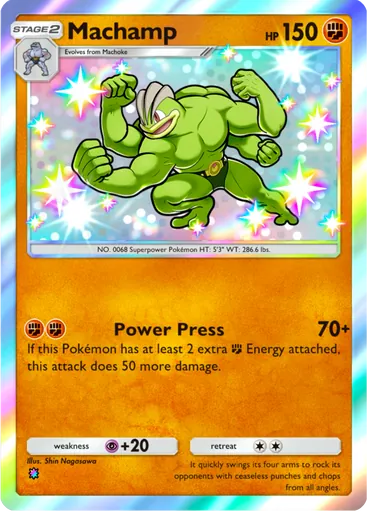 STAGE 2 Machamp HP 150
Evolves from Machoke
NO. 0068 Superpower Pokémon HT: 5'3" WT: 286.6 lbs.
Power Press 70+
If this Pokémon has at least 2 extra Energy attached,
this attack does 50 more damage.
weakness +20 retreat
Illus. Shin Nagasawa
It quickly swings its four arms to rock its
opponents with ceaseless punches and chops
from all angles.